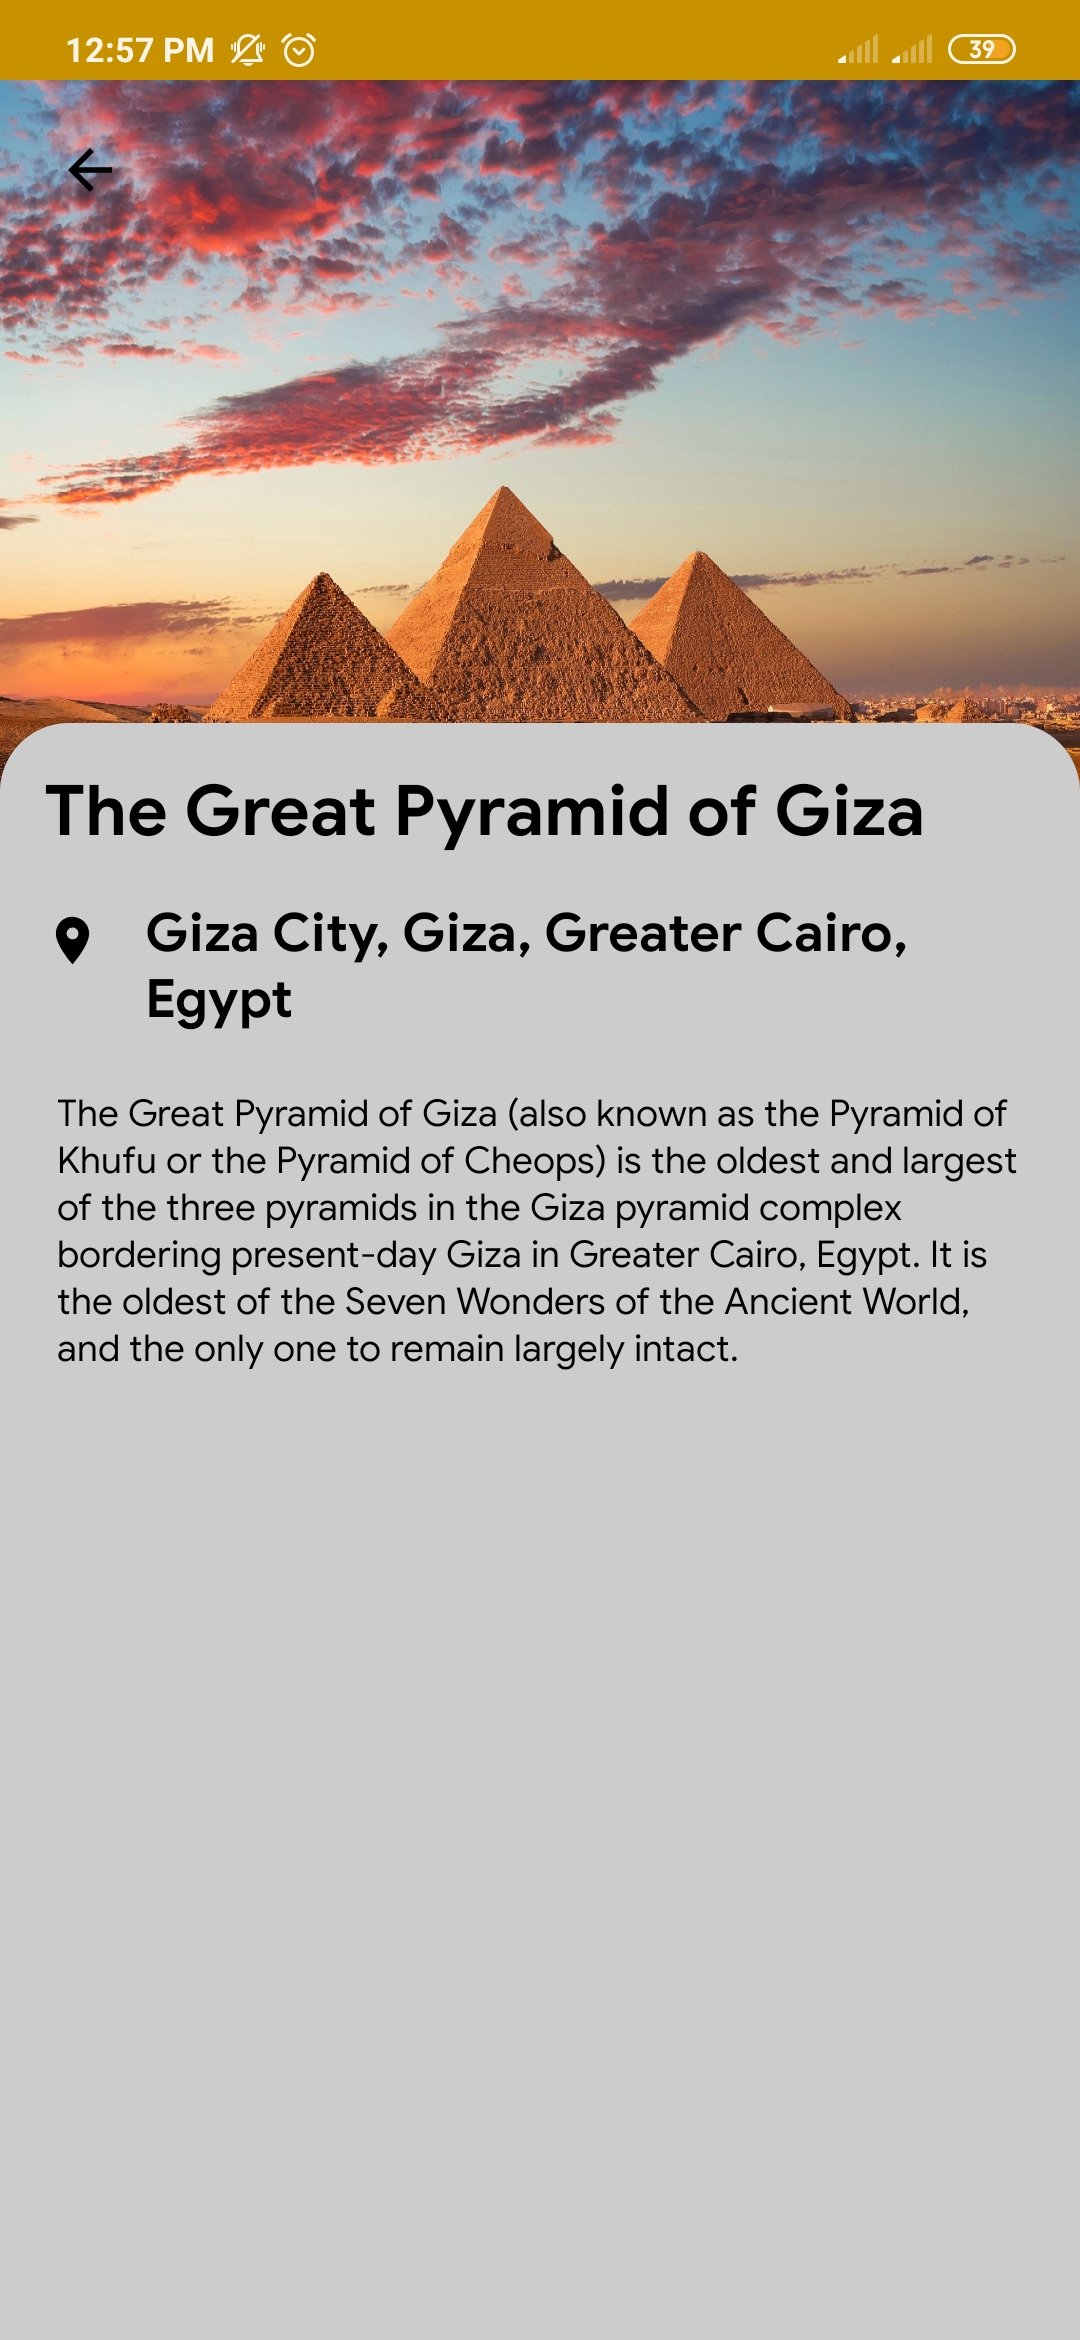 12:57 PM
39
The Great Pyramid of Giza
Giza City, Giza, Greater Cairo,
Egypt
The Great Pyramid of Giza (also known as the Pyramid of
Khufu or the Pyramid of Cheops) is the oldest and largest
of the three pyramids in the Giza pyramid complex
bordering present-day Giza in Greater Cairo, Egypt. It is
the oldest of the Seven Wonders of the Ancient World,
and the only one to remain largely intact.